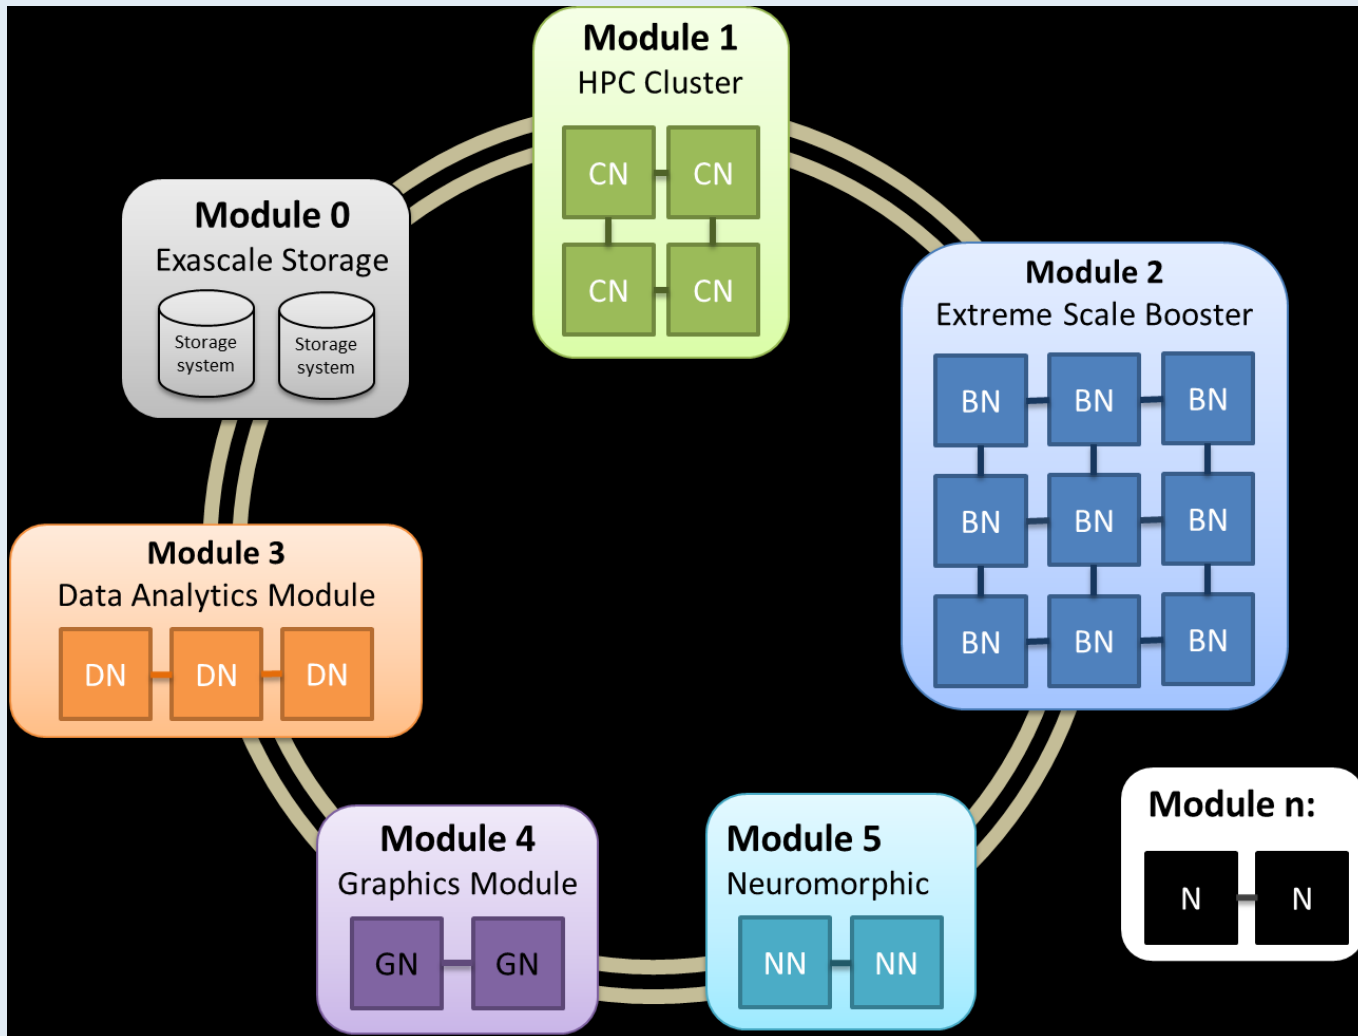 Module 1
HPC Cluster
CN CN
CN CN
Module 0
Exascale Storage
Storage system
Storage system
Module 2
Extreme Scale Booster
BN BN BN
BN BN BN
BN BN BN
Module 3
Data Analytics Module
DN DN DN
Module 4
Graphics Module
GN GN
Module 5
Neuromorphic
NN NN
Module n:
N N